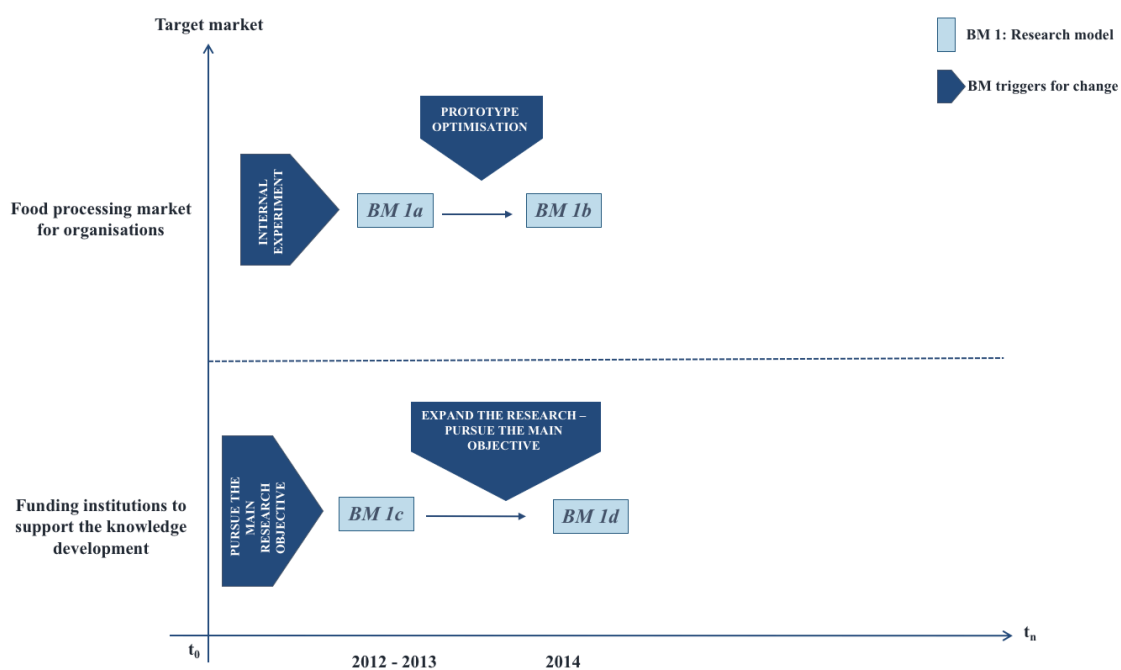 Target market
BM 1: Research model
BM triggers for change
PROTOTYPE
OPTIMISATION
INTERNAL
EXPERIMENT
BM 1a
BM 1b
Food processing market
for organisations
EXPAND THE RESEARCH –
PURSUE THE MAIN
OBJECTIVE
PURSUE THE
MAIN
RESEARCH
OBJECTIVE
BM 1c
BM 1d
Funding institutions to
support the knowledge
development
t0
tn
2012 - 2013
2014